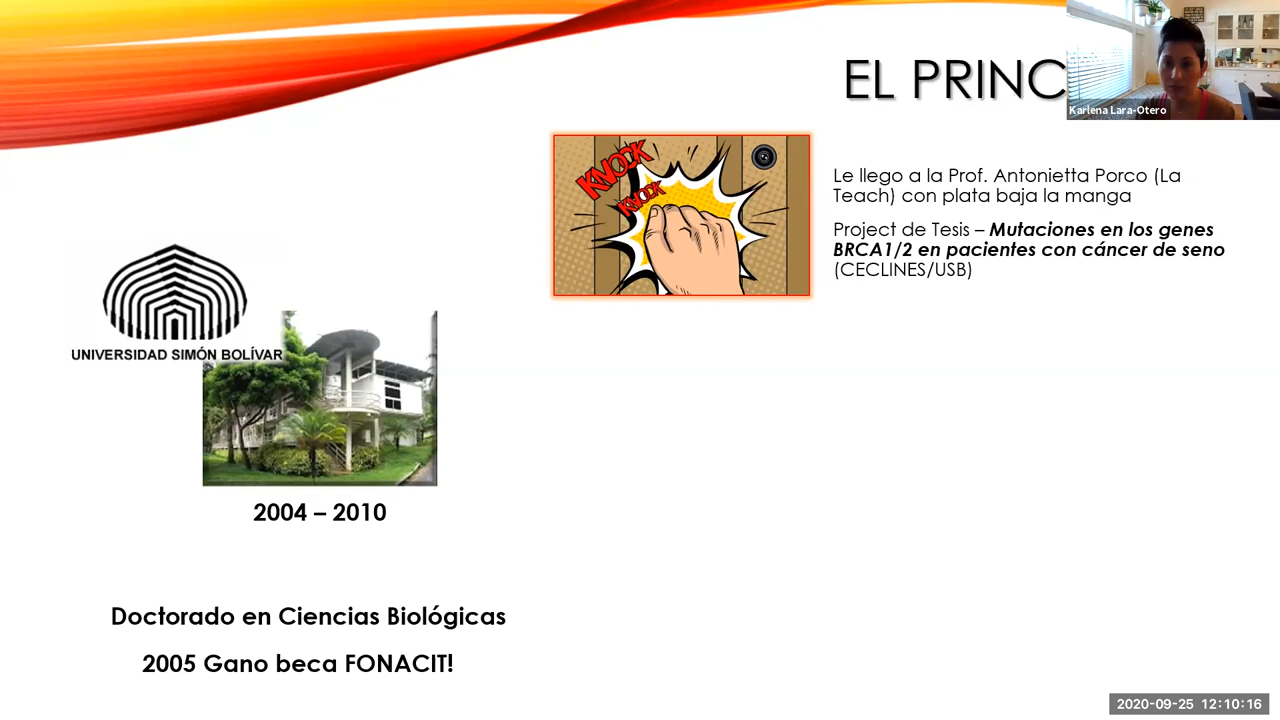 EL PRINC
Karlena Lara-Otero
KNOCK
KNOCK
Le llego a la Prof. Antonietta Porco (La
Teach) con plata baja la manga
Project de Tesis – Mutaciones en los genes
BRCA1/2 en pacientes con cáncer de seno
(CECLINES/USB)
UNIVERSIDAD SIMÓN BOLÍVAR
2004 – 2010
Doctorado en Ciencias Biológicas
2005 Gano beca FONACIT!
2020-09-25 12:10:16